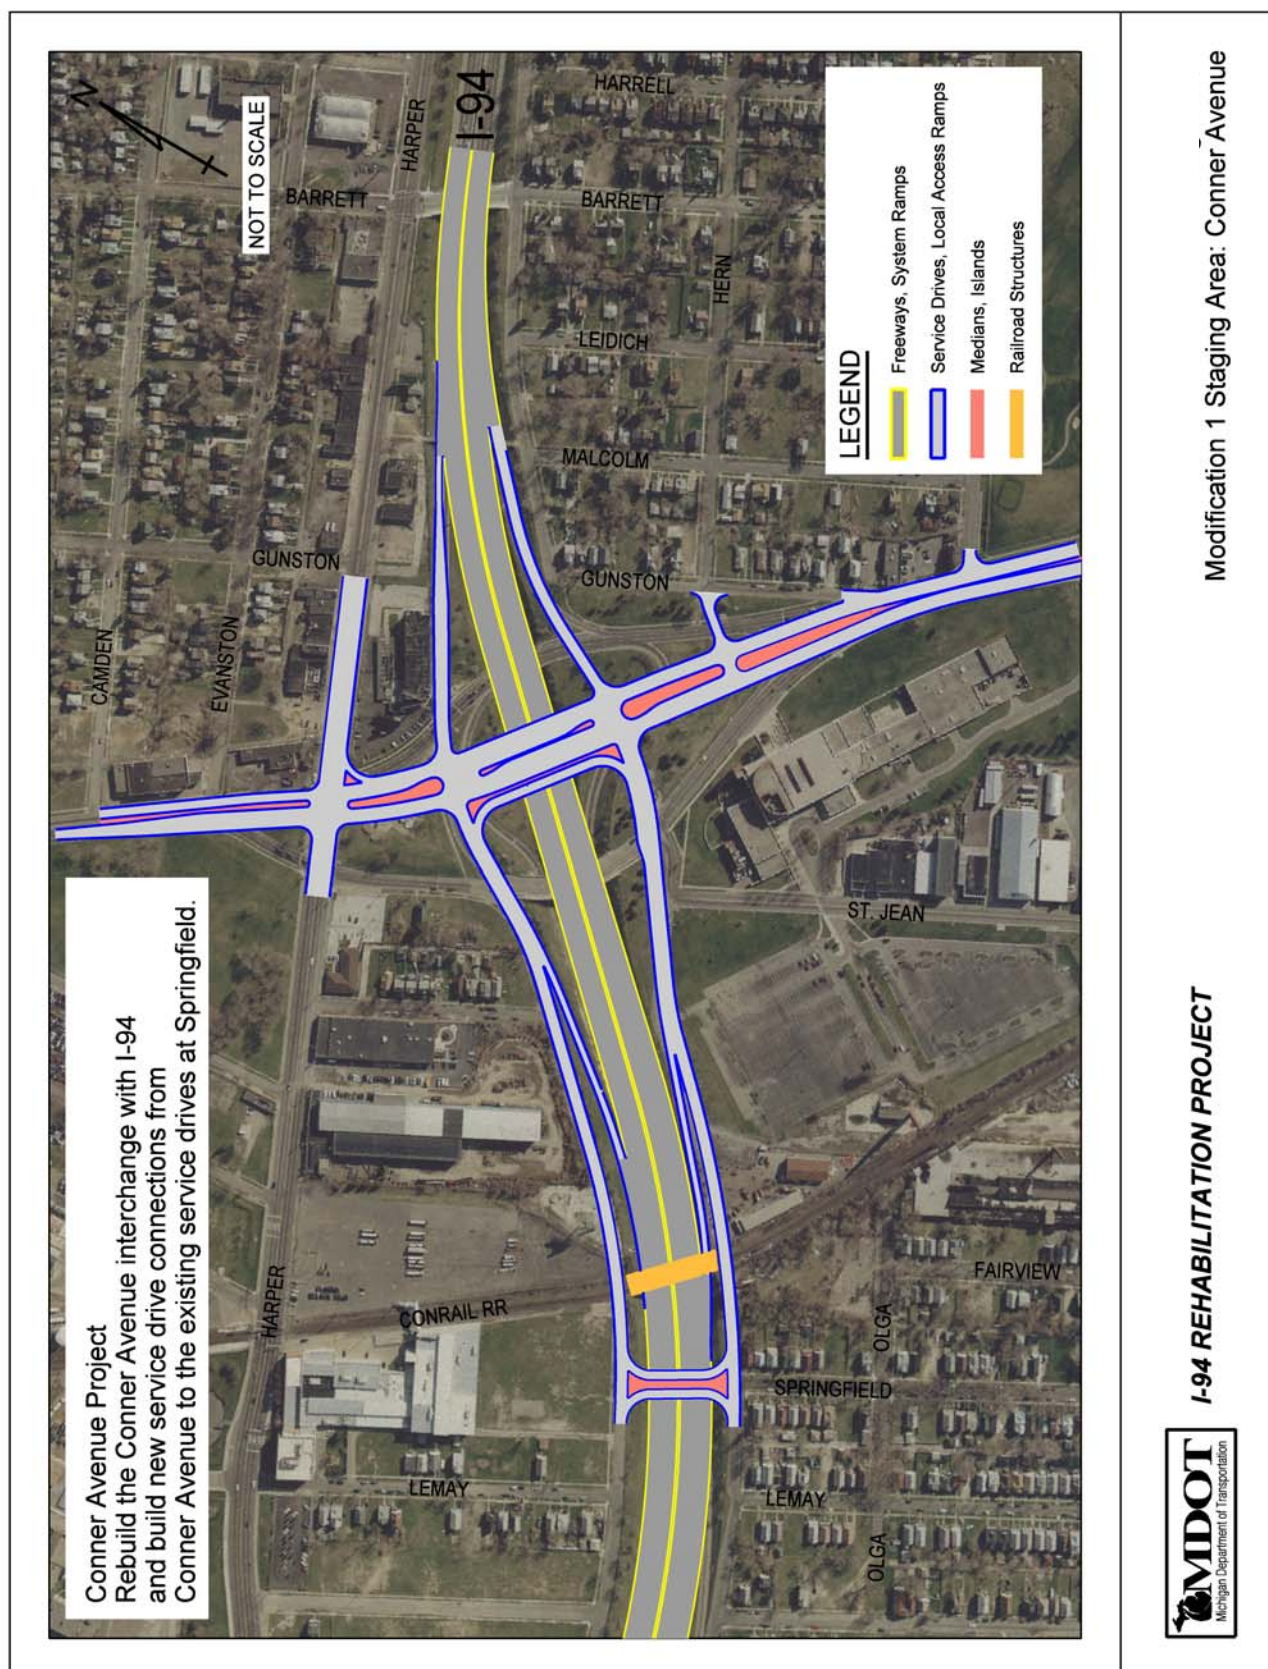 Conner Avenue Project
Rebuild the Conner Avenue interchange with I-94
and build new service drive connections from
Conner Avenue to the existing service drives at Springfield.
N
NOT TO SCALE
CAMDEN
EVANSTON
GUNSTON
BARRETT
HARPER
HARPER
I-94
HARRELL
BARRETT
HERN
LEIDICH
MALCOLM
GUNSTON
ST. JEAN
CONRAIL RR
LEMAY
SPRINGFIELD
FAIRVIEW
OLGA
LEMAY
OLGA
LEGEND
Freeways, System Ramps
Service Drives, Local Access Ramps
Medians, Islands
Railroad Structures
MDOT
Michigan Department of Transportation
I-94 REHABILITATION PROJECT
Modification 1 Staging Area: Conner Avenue